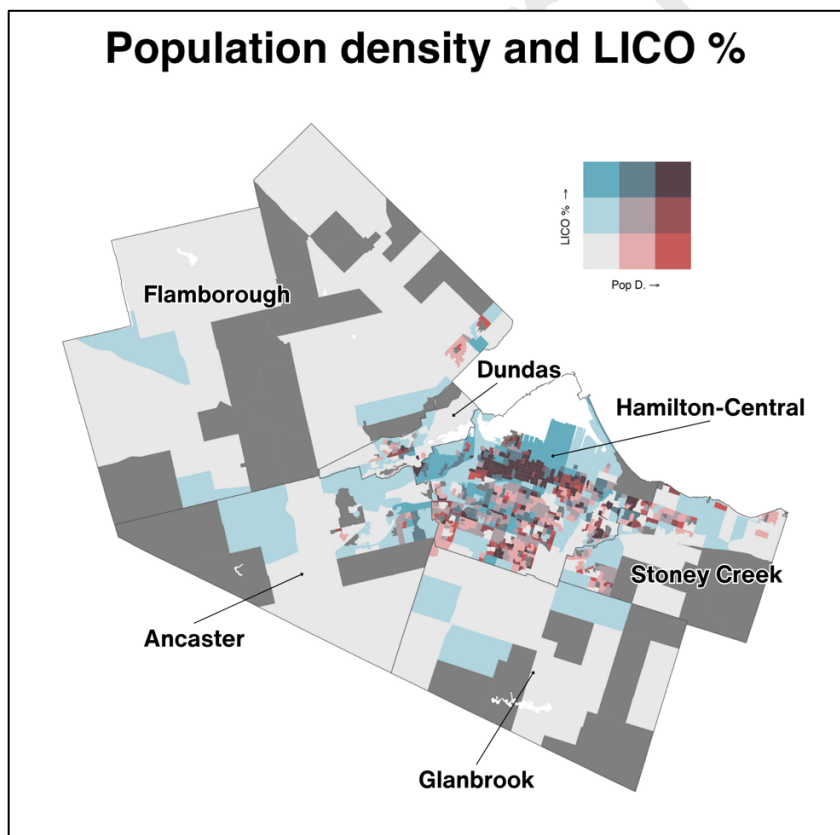 Population density and LICO %
LICO % →
Pop D. →
Flamborough
Dundas
Hamilton-Central
Stoney Creek
Ancaster
Glanbrook